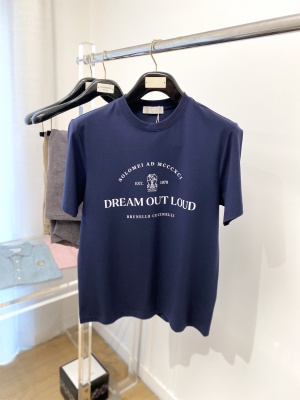 SOLOMEI AD MCCCXCI
EST. 1978
DREAM OUT LOUD
BRUNELLO CUCINELLI